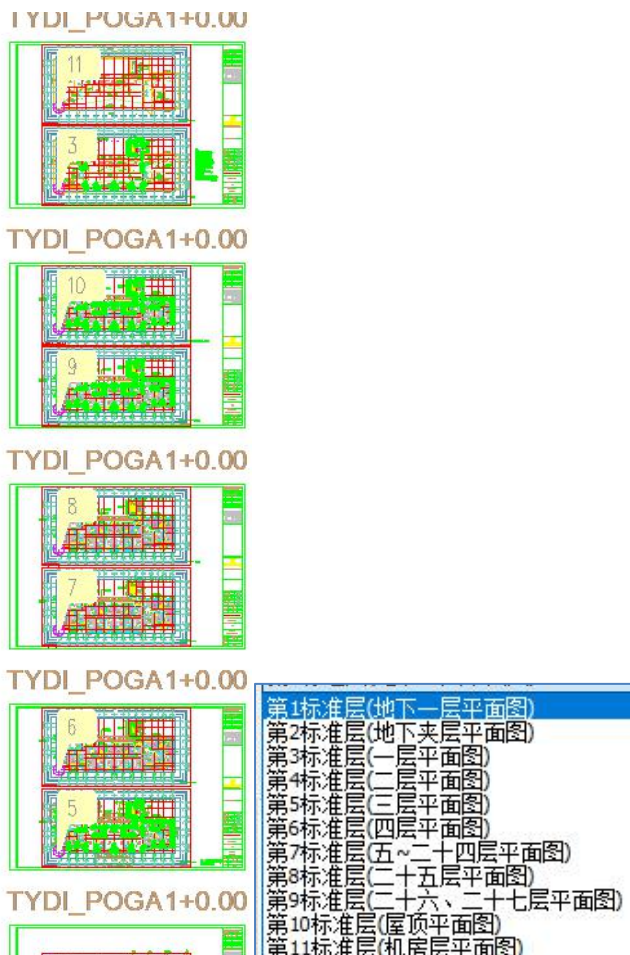 TYDI_POGA1+0.00
11
3
TYDI_POGA1+0.00
10
9
TYDI_POGA1+0.00
8
7
TYDI_POGA1+0.00
6
5
TYDI_POGA1+0.00
第1标准层(地下一层平面图)
第2标准层(地下夹层平面图)
第3标准层(一层平面图)
第4标准层(二层平面图)
第5标准层(三层平面图)
第6标准层(四层平面图)
第7标准层(五~二十四层平面图)
第8标准层(二十五层平面图)
第9标准层(二十六、二十七层平面图)
第10标准层(屋顶平面图)
第11标准层(机房层平面图)